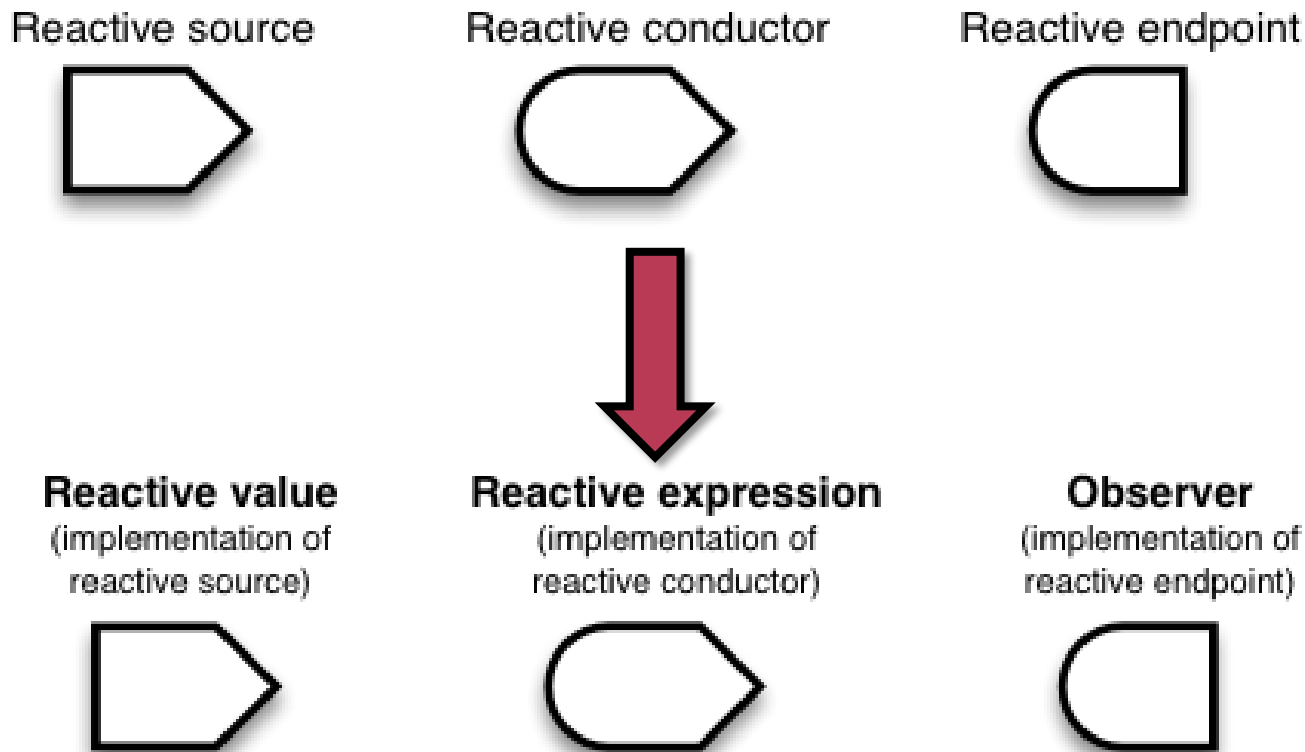 Reactive source
Reactive conductor
Reactive endpoint
Reactive value
(implementation of
reactive source)
Reactive expression
(implementation of
reactive conductor)
Observer
(implementation of
reactive endpoint)